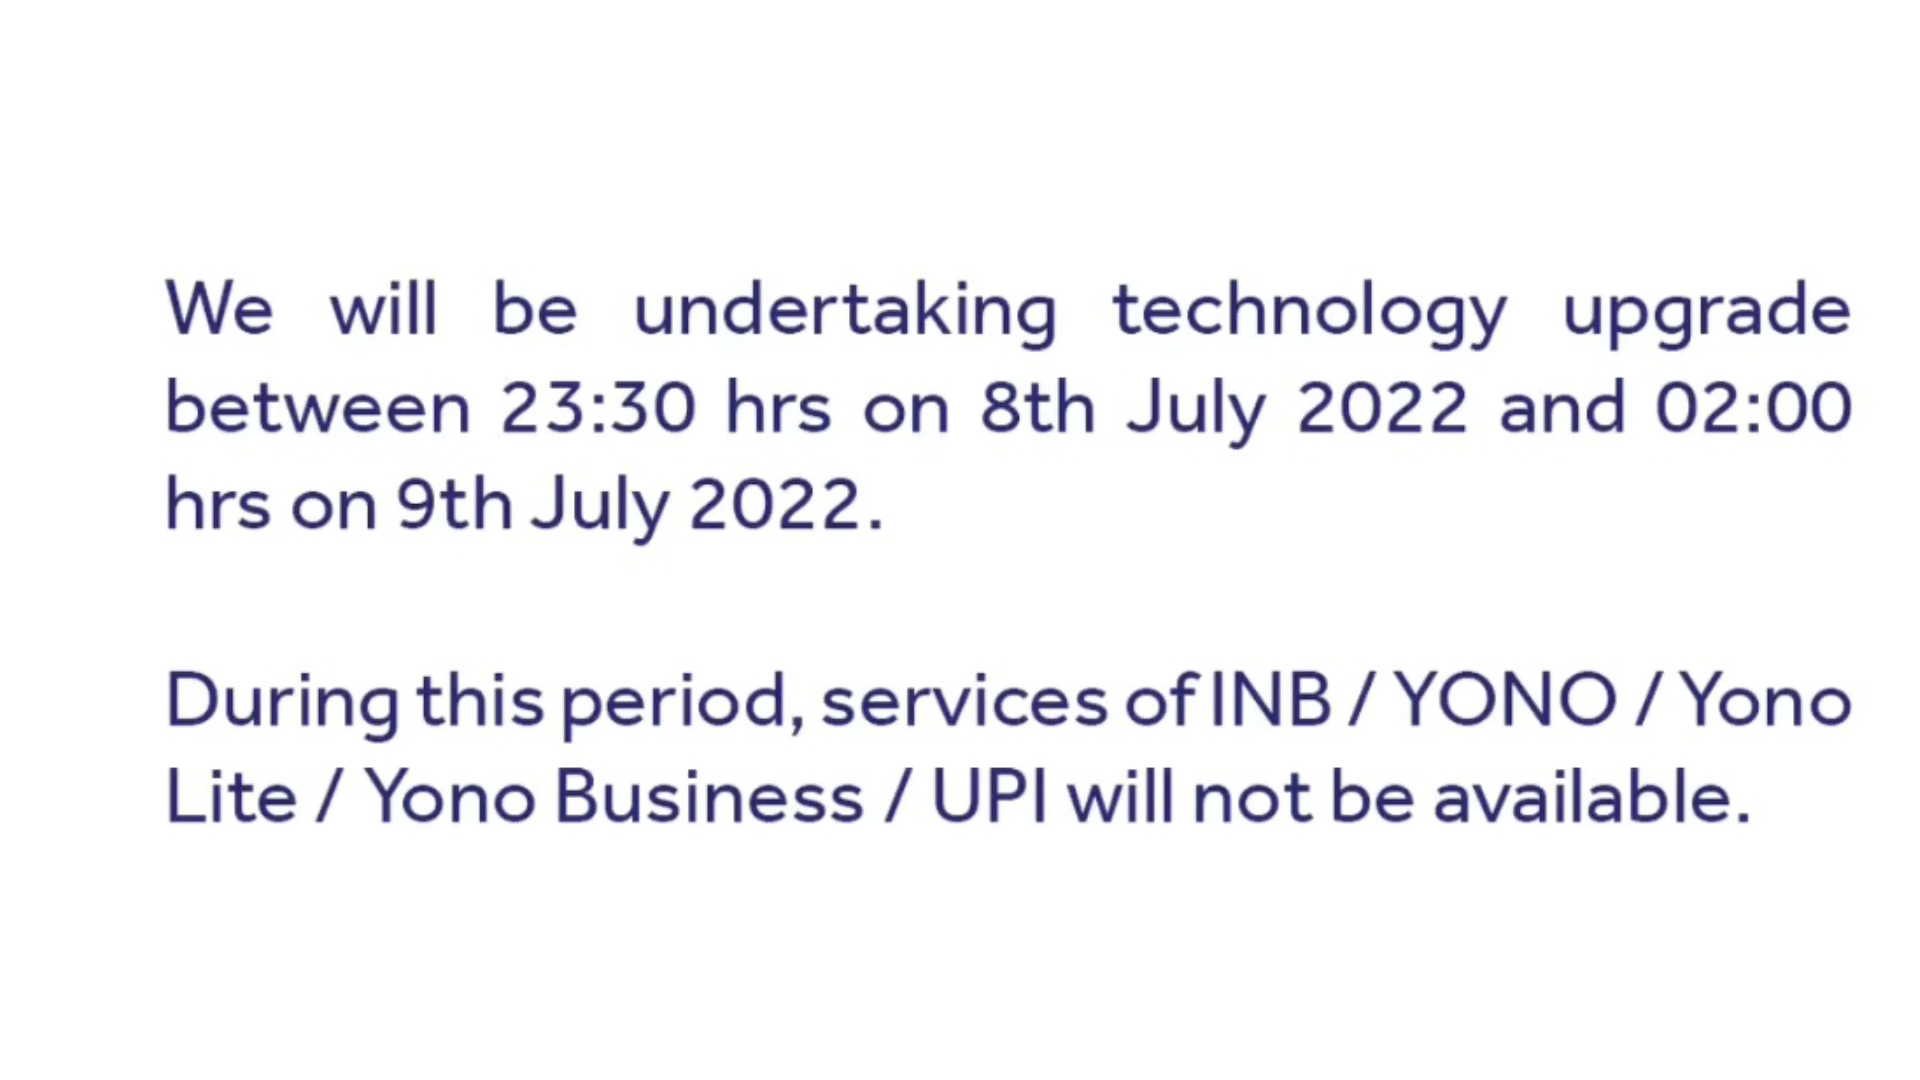 We will be undertaking technology upgrade
between 23:30 hrs on 8th July 2022 and 02:00
hrs on 9th July 2022.
During this period, services of INB / YONO / Yono
Lite / Yono Business / UPI will not be available.